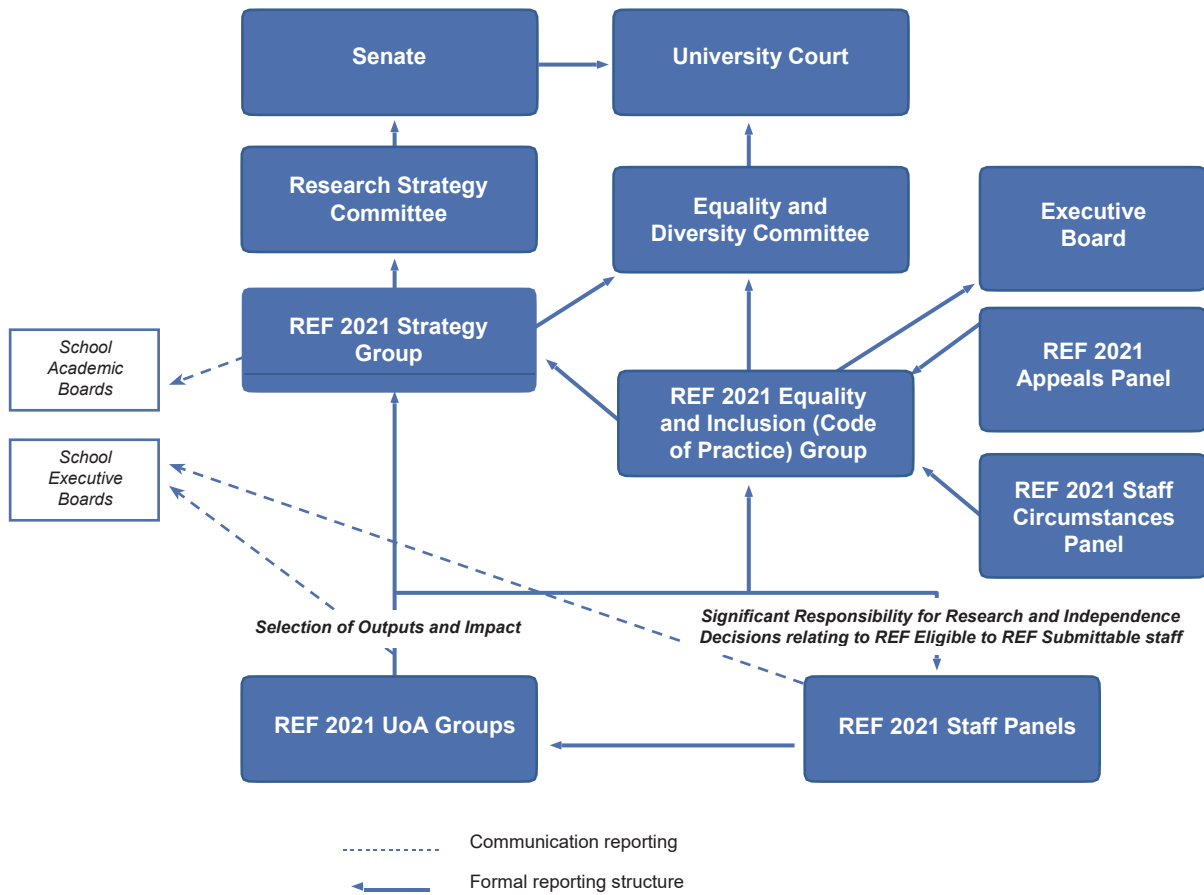 Senate
University Court
Research Strategy
Committee
Equality and
Diversity Committee
Executive
Board
REF 2021 Strategy
Group
School
Academic
Boards
REF 2021
Appeals Panel
REF 2021 Equality
and Inclusion (Code
of Practice) Group
School
Executive
Boards
REF 2021 Staff
Circumstances
Panel
Selection of Outputs and Impact
Significant Responsibility for Research and Independence
Decisions relating to REF Eligible to REF Submittable staff
REF 2021 UoA Groups
REF 2021 Staff Panels
Communication reporting
Formal reporting structure